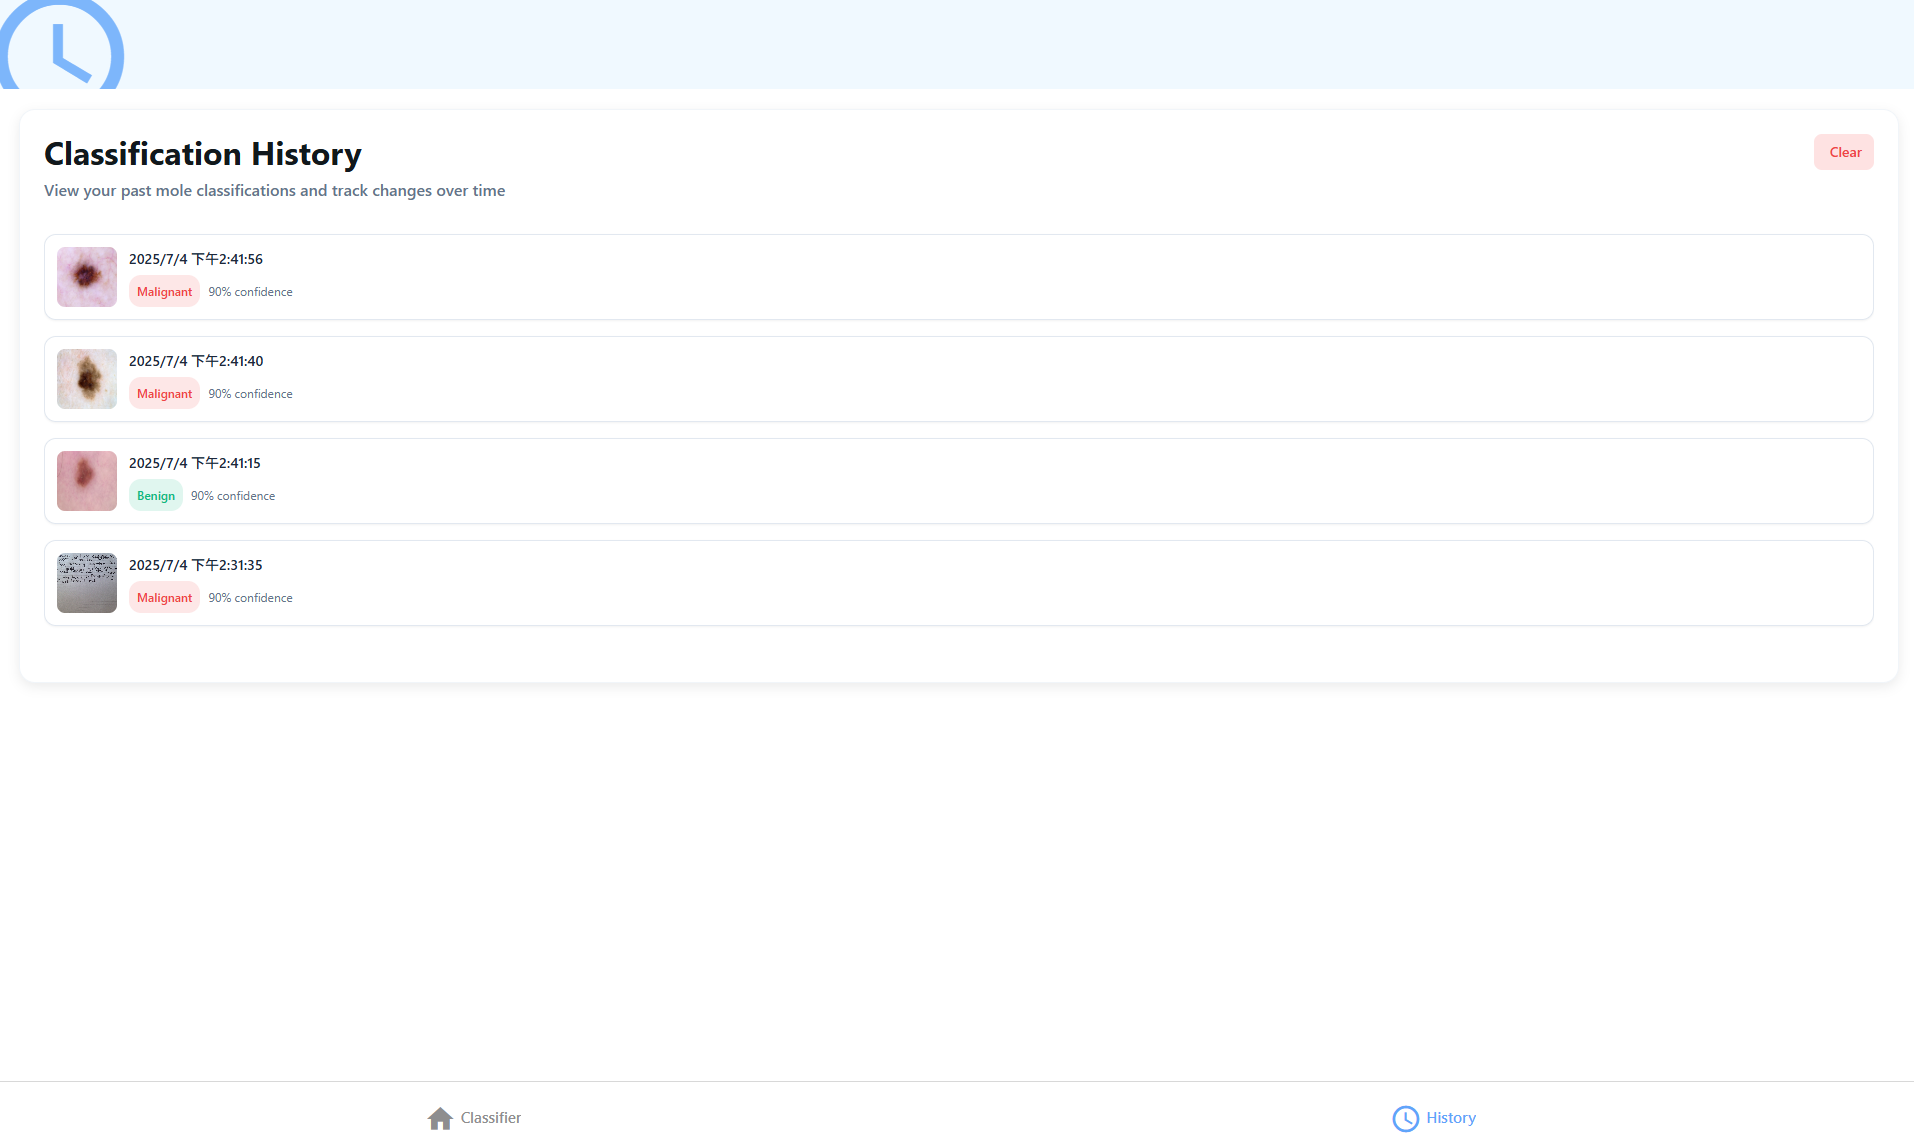 Classification History
Clear
View your past mole classifications and track changes over time
2025/7/4 下午2:41:56
Malignant 90% confidence
2025/7/4 下午2:41:40
Malignant 90% confidence
2025/7/4 下午2:41:15
Benign 90% confidence
2025/7/4 下午2:31:35
Malignant 90% confidence
Classifier
History